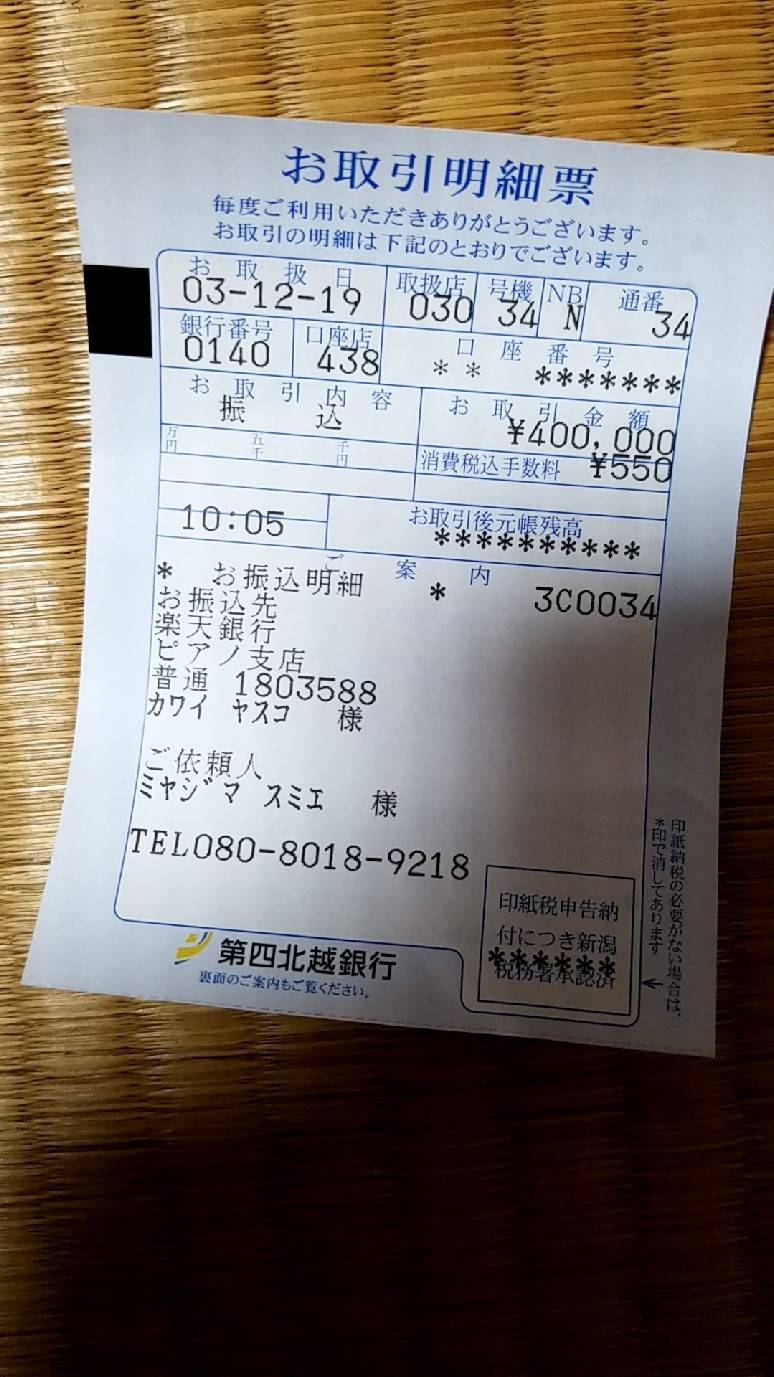 お取引明細票
毎度ご利用いただきありがとうございます。
お取引の明細は下記のとおりでございます。
お取扱日 取扱店 号機 NB 通番
03-12-19 030 34 N 34
銀行番号 口座店 口座番号
0140 438 ** *******
お取引内容 お取引金額
振込 ¥400,000
万円 五千 千円 消費税込手数料 ¥550
10:05 お取引後元帳残高
**********
ご案内
* お振込明細 * 3C0034
お振込先
楽天銀行
ピアノ支店
普通 1803588
カワイ ヤスコ 様
ご依頼人
ミヤジマ スミエ 様
TEL080-8018-9218
印紙税申告納
付につき新潟
******
税務署承認済
印紙納税の必要がない場合は、
*印で消してあります
←
第四北越銀行
裏面のご案内もご覧ください。